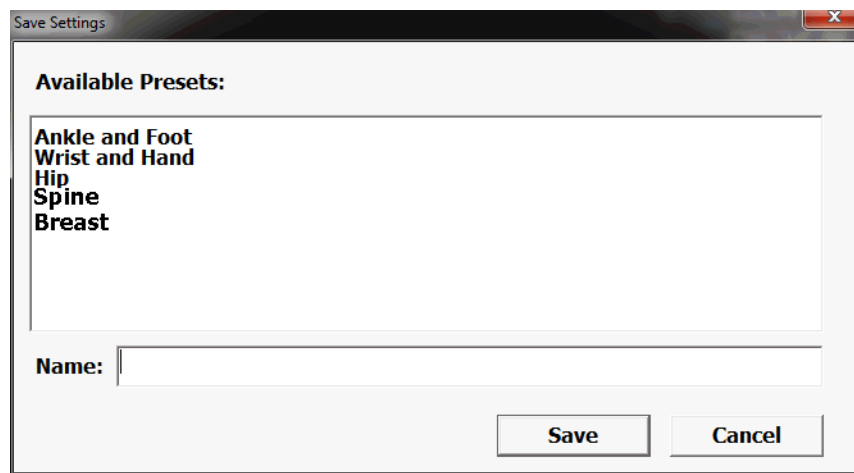 Save Settings
Available Presets:
Ankle and Foot
Wrist and Hand
Hip
Spine
Breast
Name:
Save Cancel